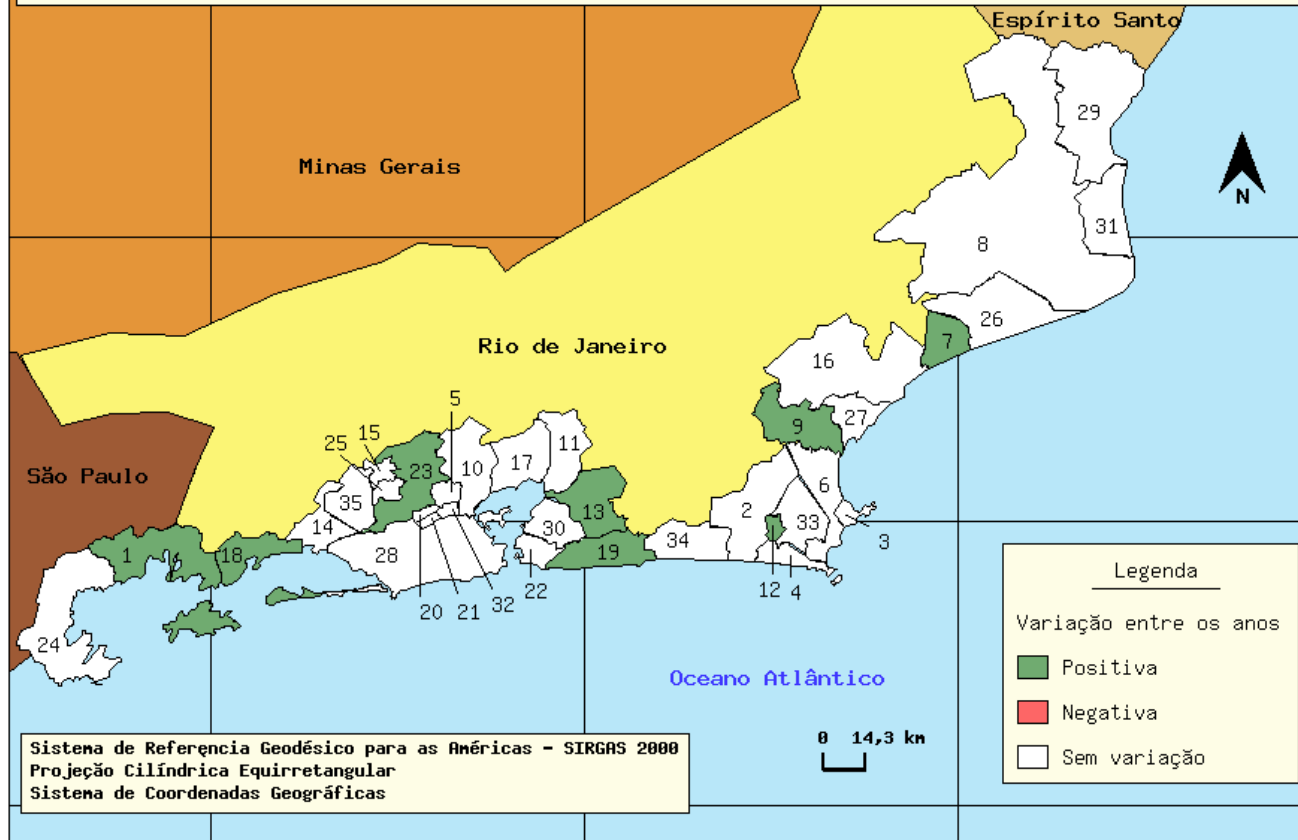 Espírito Santo
29
Minas Gerais
N
31
8
26
7
Rio de Janeiro
16
5
27
15
9
25
11
17
10
23
São Paulo
6
35
13
2
14
30
33
1
18
28
19
34
3
12
4
22
20
21
32
24
Legenda
Variação entre os anos
Positiva
Negativa
Sem variação
Oceano Atlântico
0 14,3 km
Sistema de Referençia Geodésico para as Américas - SIRGAS 2000
Projeção Cilíndrica Equirretangular
Sistema de Coordenadas Geográficas